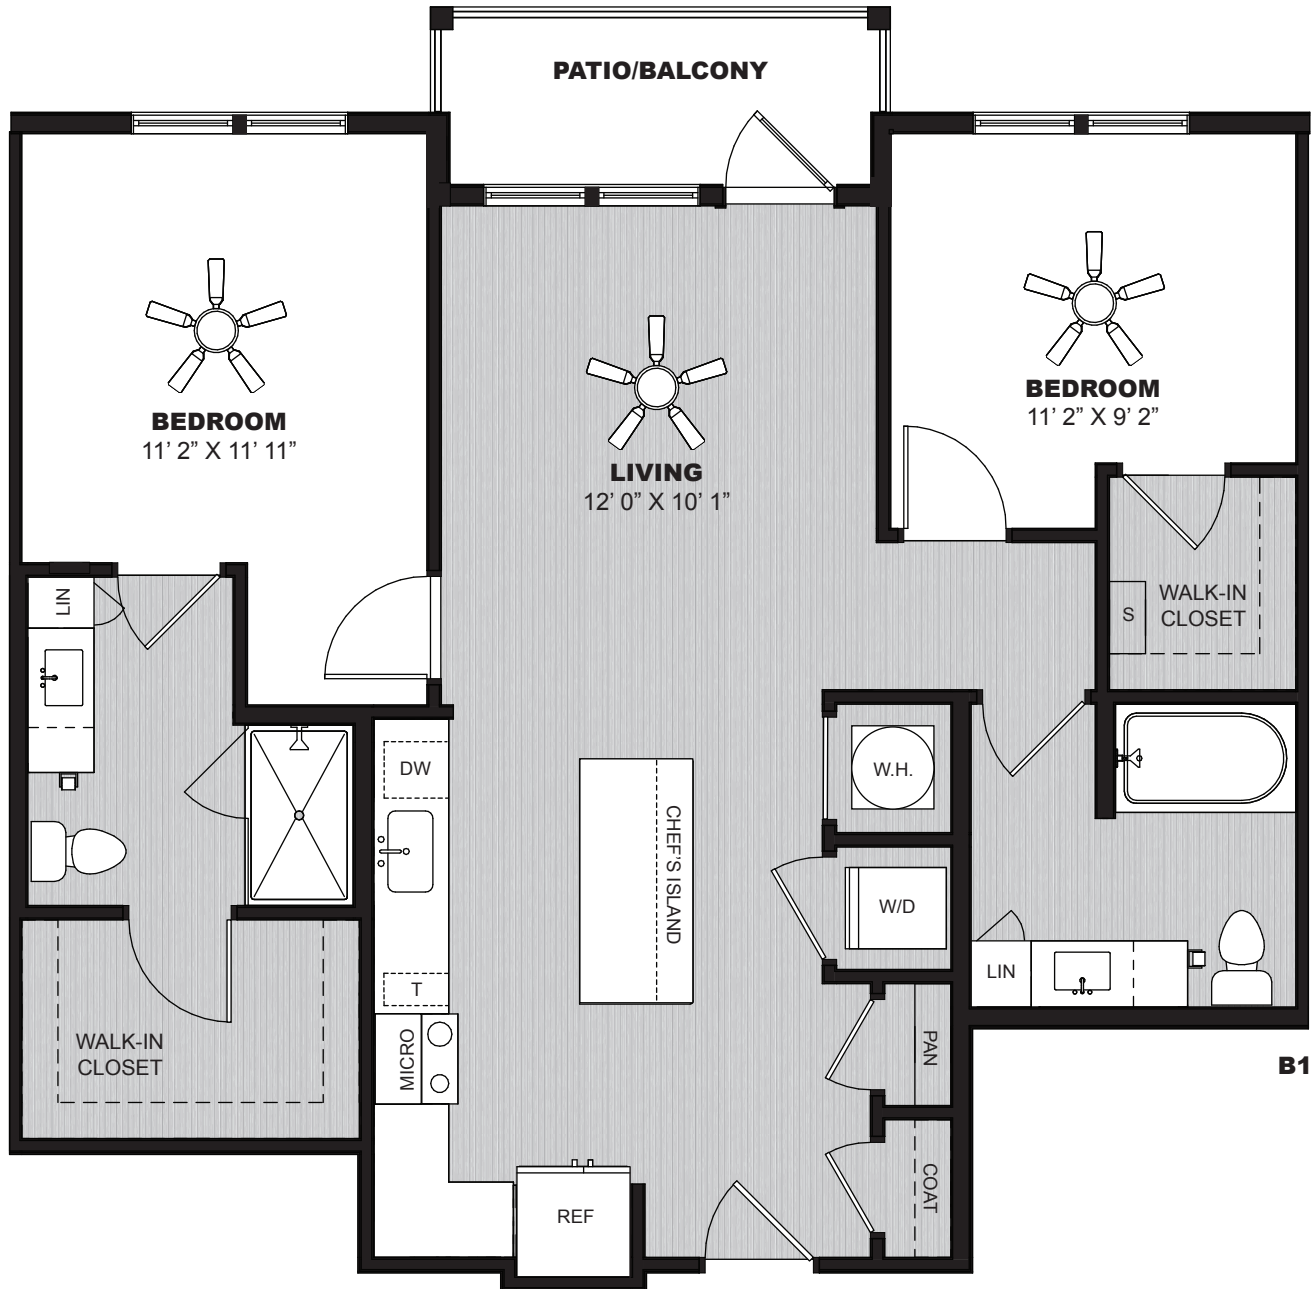 PATIO/BALCONY
BEDROOM
11’ 2” X 11’ 11”
LIVING
12’ 0” X 10’ 1”
BEDROOM
11’ 2” X 9’ 2”
LIN
WALK-IN
CLOSET
S
DW
W.H.
CHEF'S ISLAND
W/D
LIN
T
MICRO
WALK-IN
CLOSET
PAN
B1
COAT
REF